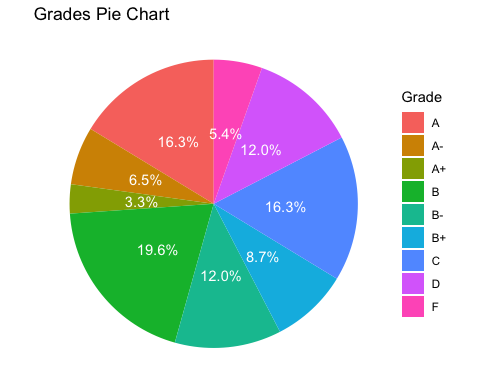 Grades Pie Chart
5.4%
16.3%
12.0%
6.5%
3.3%
16.3%
19.6%
8.7%
12.0%
Grade
A
A-
A+
B
B-
B+
C
D
F